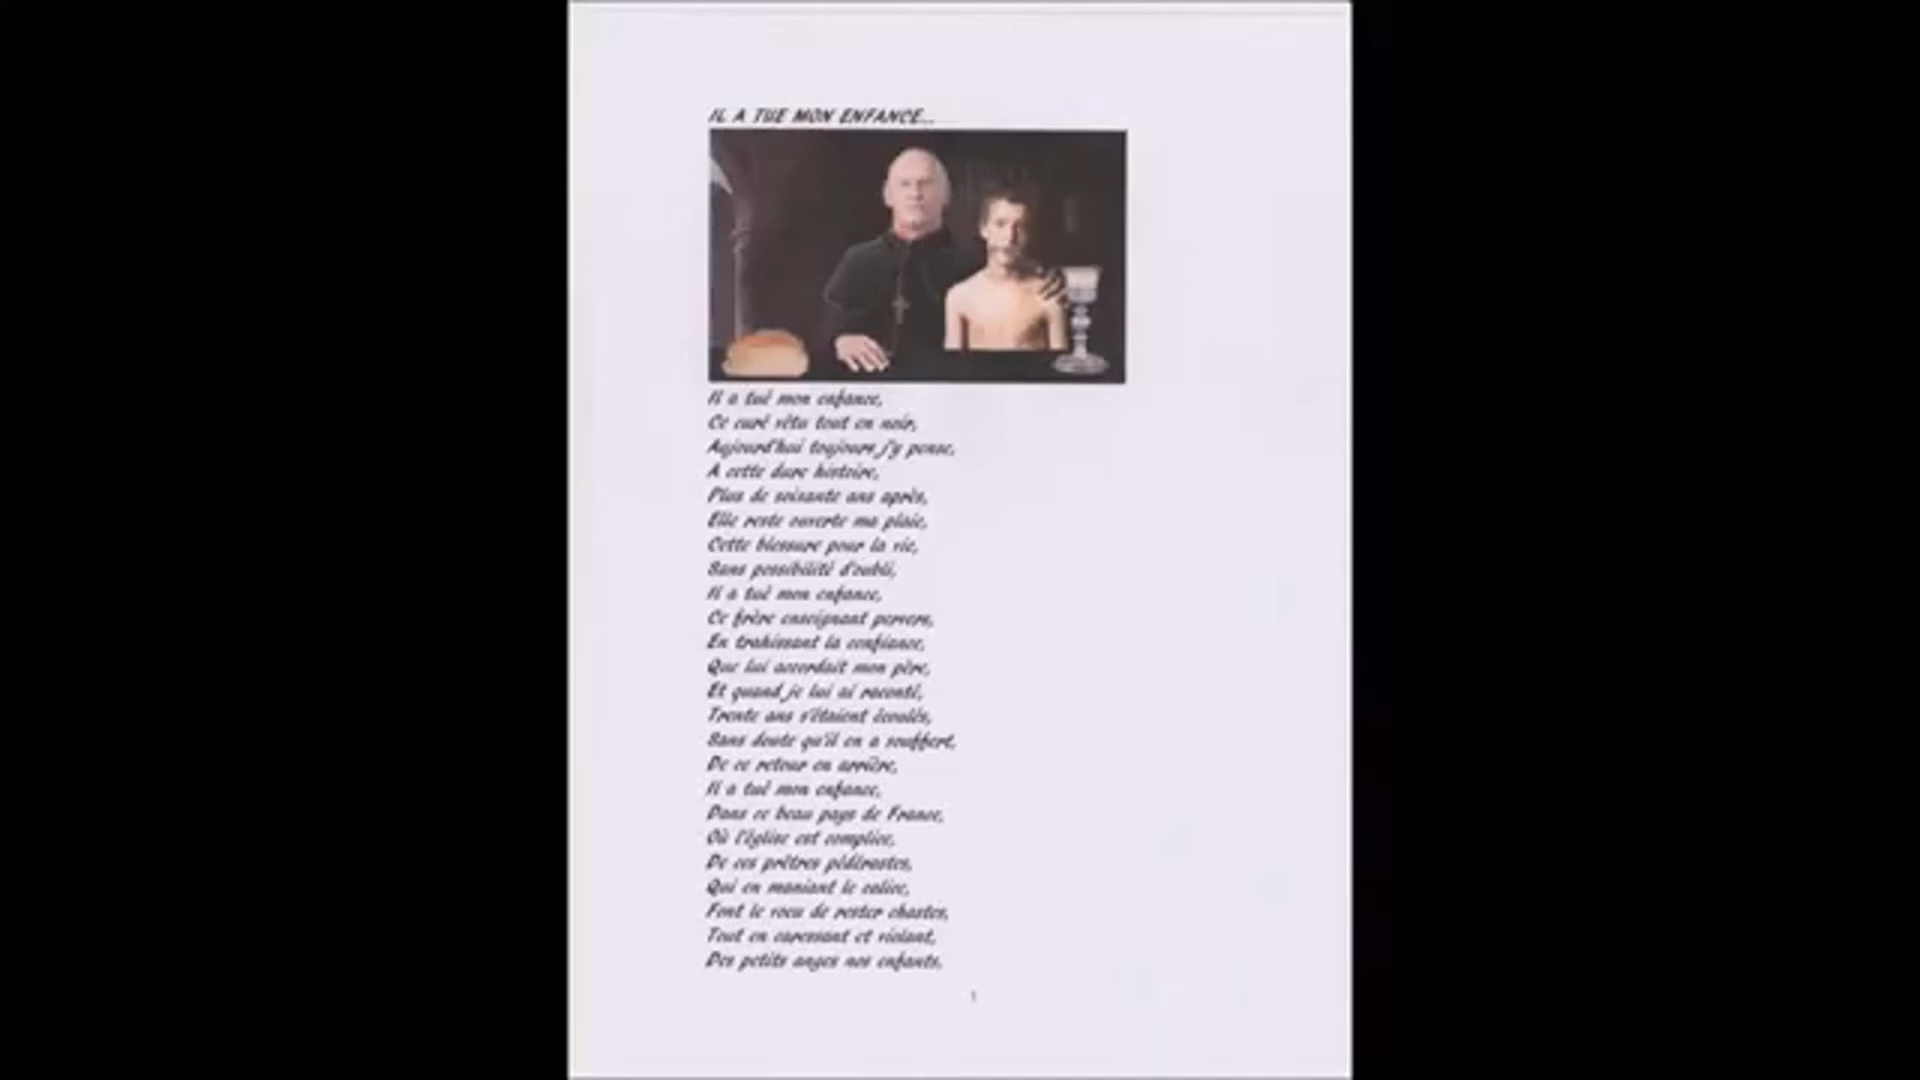 IL A TUE MON ENFANCE...
Il a tué mon enfance,
Ce curé vêtu tout en noir,
Aujourd'hui toujours j'y pense,
A cette dure histoire,
Plus de soixante ans après,
Elle reste ouverte ma plaie,
Cette blessure pour la vie,
Sans possibilité d'oubli,
Il a tué mon enfance,
Ce frère enseignant pervers,
En trahissant la confiance,
Que lui accordait mon père,
Et quand je lui ai raconté,
Trente ans s'étaient écoulés,
Sans doute qu'il en a souffert,
De ce retour en arrière,
Il a tué mon enfance,
Dans ce beau pays de France,
Où l'église est complice,
De ces prêtres pédérastes,
Qui en maniant le calice,
Font le voeu de rester chastes,
Tout en caressant et violant,
Des petits anges nos enfants,
1